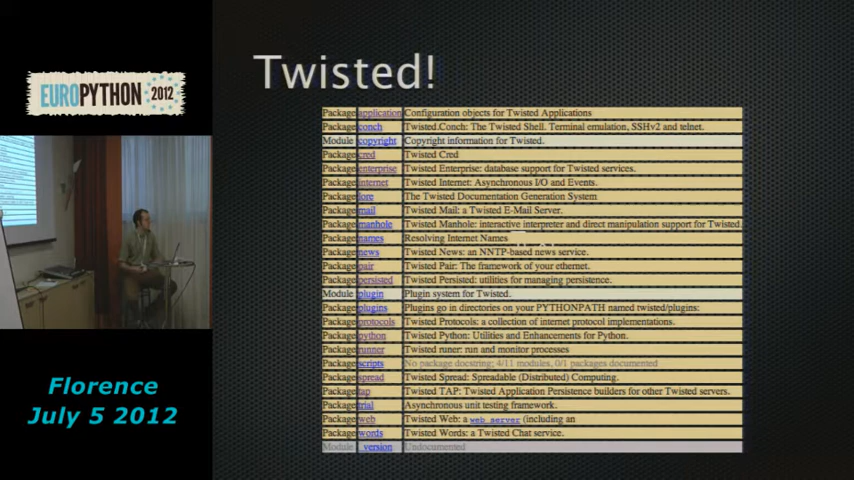 EUROPYTHON 2012
Twisted!
Package application Configuration objects for Twisted Applications
Package conch Twisted.Conch: The Twisted Shell. Terminal emulation, SSHv2 and telnet.
Module copyright Copyright information for Twisted.
Package cred Twisted Cred
Package enterprise Twisted Enterprise: database support for Twisted services.
Package internet Twisted Internet: Asynchronous I/O and Events.
Package lore The Twisted Documentation Generation System
Package mail Twisted Mail: a Twisted E-Mail Server.
Package manhole Twisted Manhole: interactive interpreter and direct manipulation support for Twisted.
Package names Resolving Internet Names
Package news Twisted News: an NNTP-based news service.
Package pair Twisted Pair: The framework of your ethernet.
Package persisted Twisted Persisted: utilities for managing persistence.
Module plugin Plugin system for Twisted.
Package plugins Plugins go in directories on your PYTHONPATH named twisted/plugins:
Package protocols Twisted Protocols: a collection of internet protocol implementations.
Package python Twisted Python: Utilities and Enhancements for Python.
Package runner Twisted runer: run and monitor processes
Package scripts No package docstring; 4/11 modules, 0/1 packages documented
Package spread Twisted Spread: Spreadable (Distributed) Computing.
Package tap Twisted TAP: Twisted Application Persistence builders for other Twisted servers.
Package trial Asynchronous unit testing framework.
Package web Twisted Web: a web server (including an
Package words Twisted Words: a Twisted Chat service.
Module _version Undocumented
Florence
July 5 2012